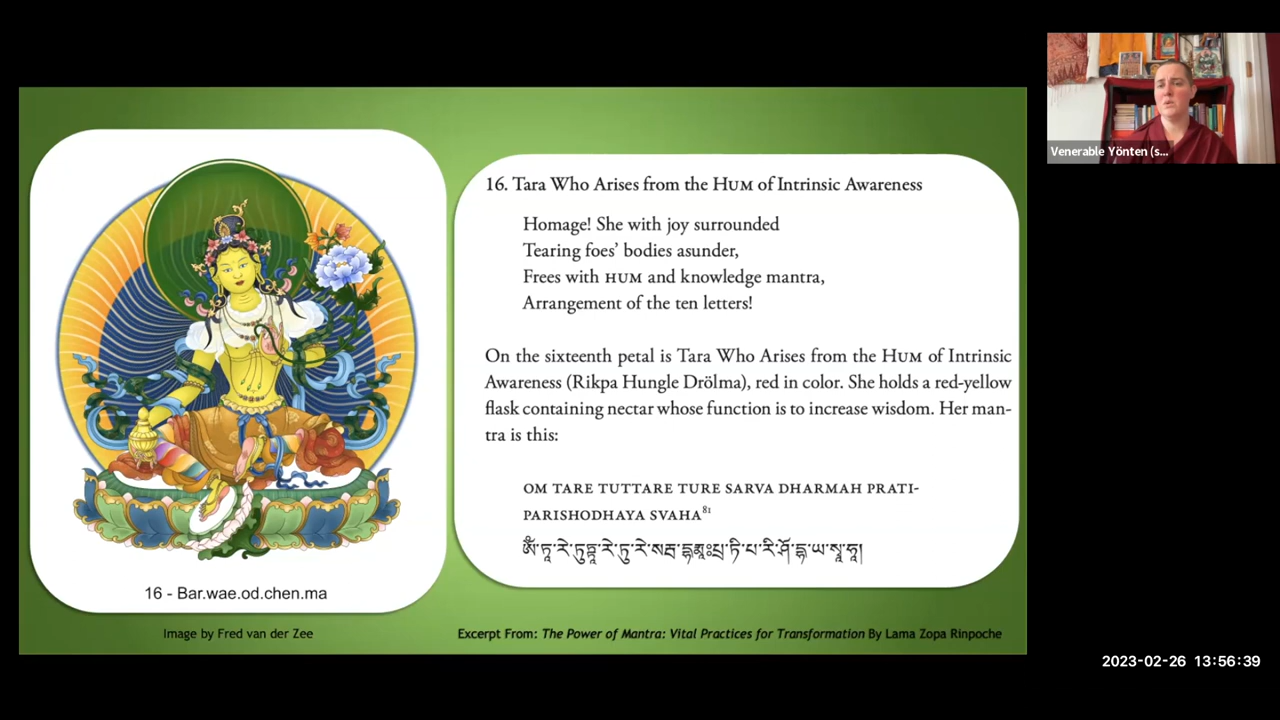 16. Tara Who Arises from the HUM of Intrinsic Awareness
Homage! She with joy surrounded
Tearing foes’ bodies asunder,
Frees with HUM and knowledge mantra,
Arrangement of the ten letters!
On the sixteenth petal is Tara Who Arises from the HUM of Intrinsic
Awareness (Rikpa Hungle Drölma), red in color. She holds a red-yellow
flask containing nectar whose function is to increase wisdom. Her man-
tra is this:
OM TARE TUTTARE TURE SARVA DHARMAH PRATI-
PARISHODHAYA SVAHA81
ཨོཾ་ཏཱ་རེ་ཏུཏྟཱ་རེ་ཏུ་རེ་སརྦ་དྷརྨཱཿཔྲ་ཏི་པ་རི་ཤོ་དྷ་ཡ་སྭཱ་ཧཱ།
16 - Bar.wae.od.chen.ma
Image by Fred van der Zee
Excerpt From: The Power of Mantra: Vital Practices for Transformation By Lama Zopa Rinpoche
Venerable Yönten (s...
2023-02-26 13:56:39